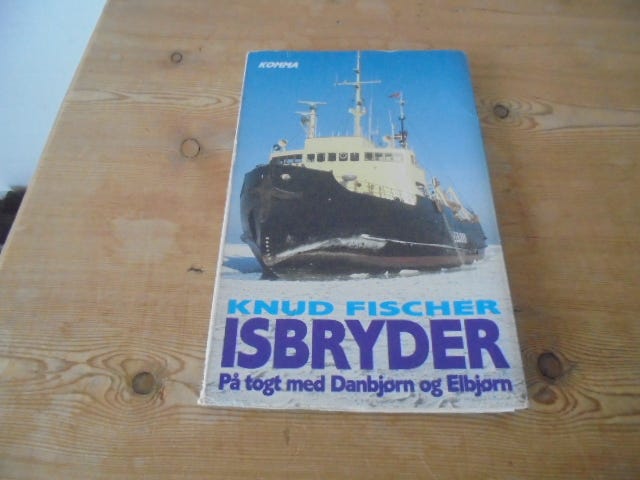 KOMMA
KNUD FISCHER
ISBRYDER
På togt med Danbjørn og Elbjørn